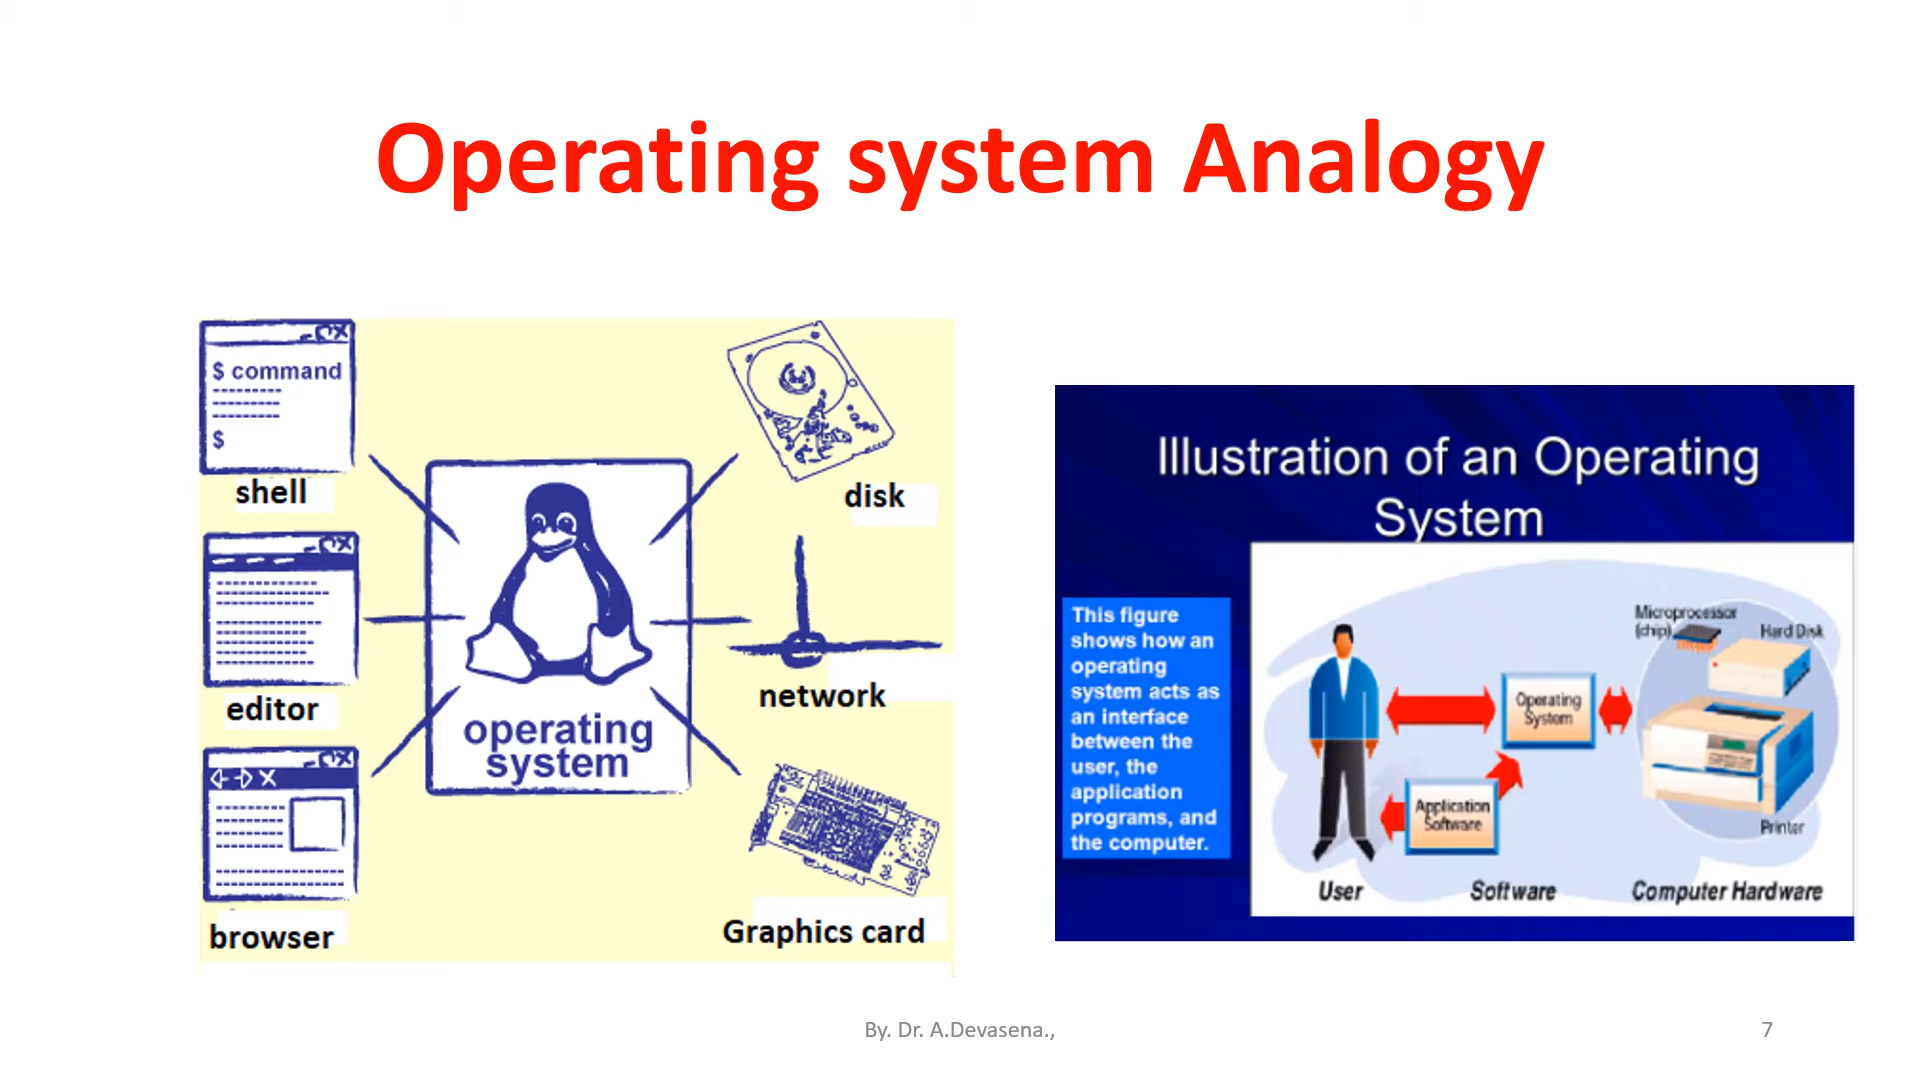 Operating system Analogy
$ command
$
shell
editor
browser
operating
system
disk
network
Graphics card
Illustration of an Operating
System
This figure
shows how an
operating
system acts as
an interface
between the
user, the
application
programs, and
the computer.
Microprocessor
(chip)
Hard Disk
Operating
System
Application
Software
Printer
User
Software
Computer Hardware
By. Dr. A.Devasena.,
7